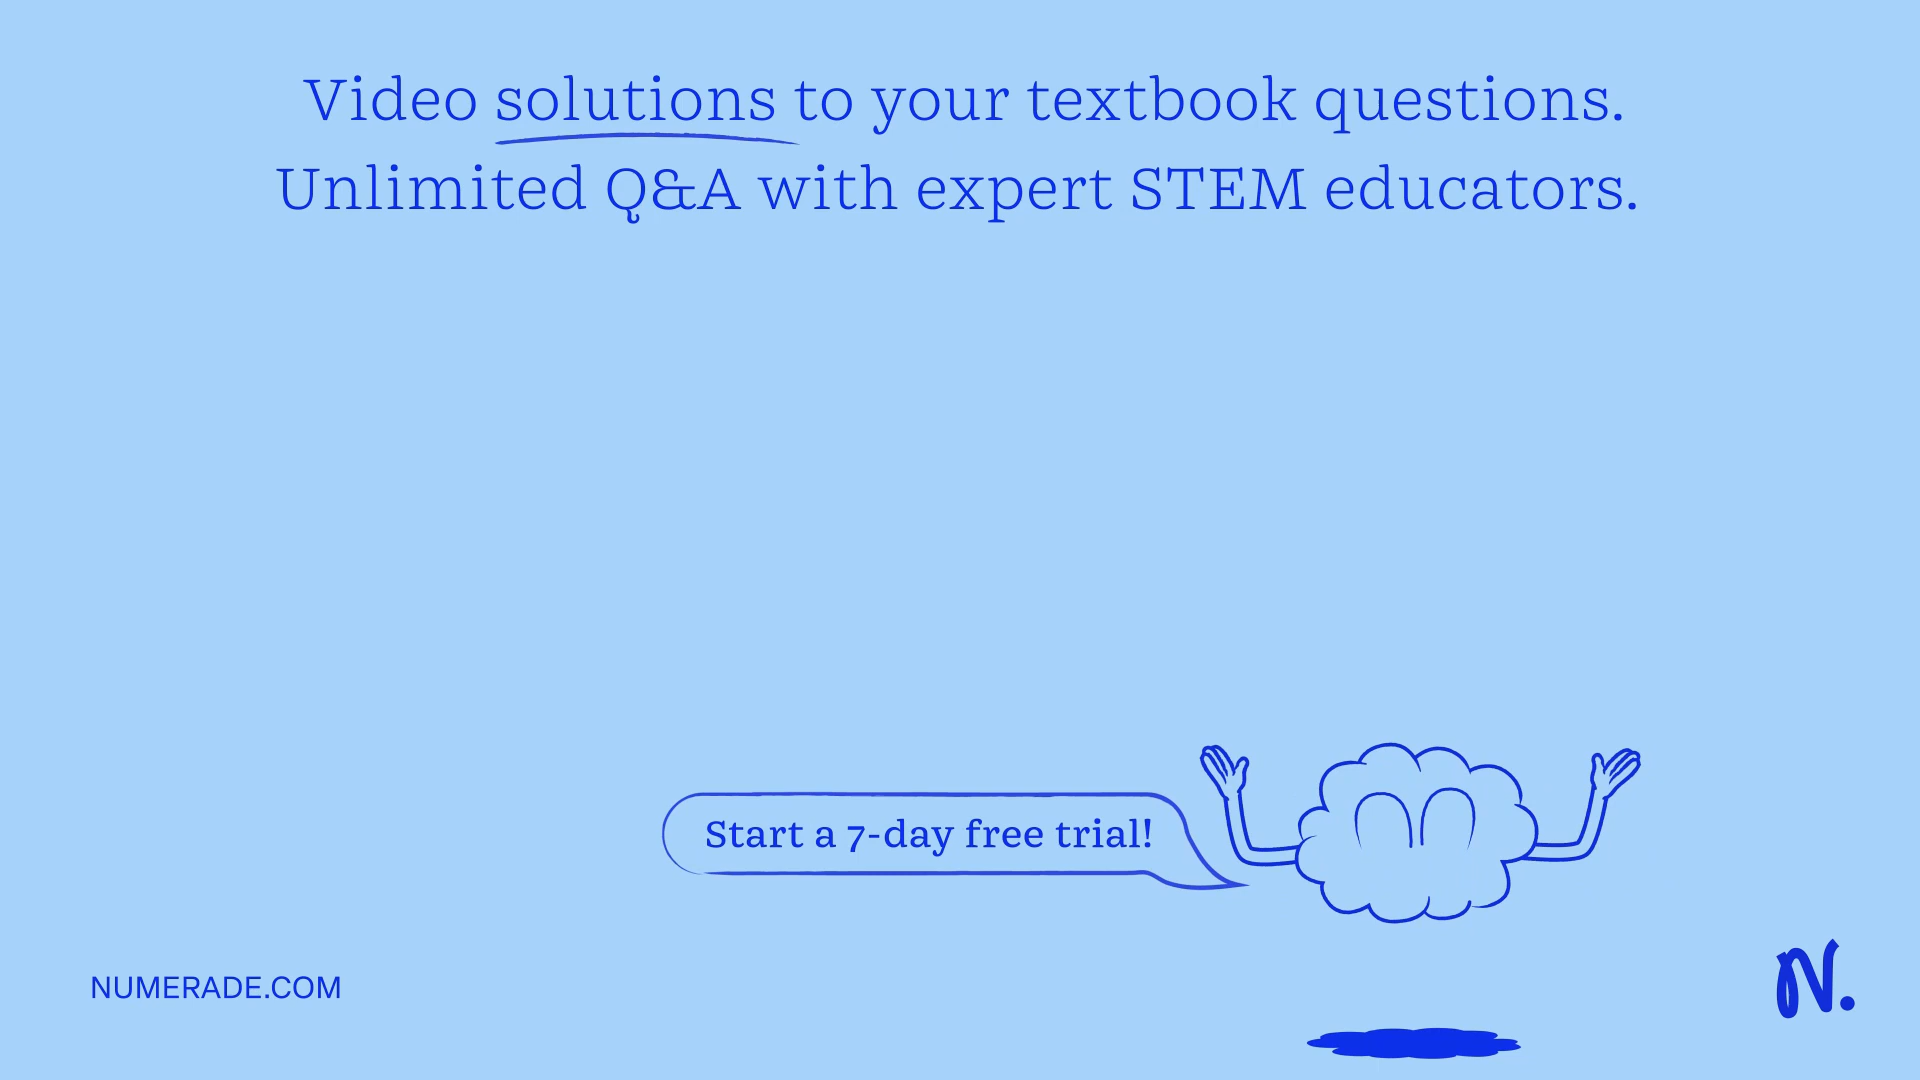 Video solutions to your textbook questions.
Unlimited Q&A with expert STEM educators.
Start a 7-day free trial!
NUMERADE.COM
N.